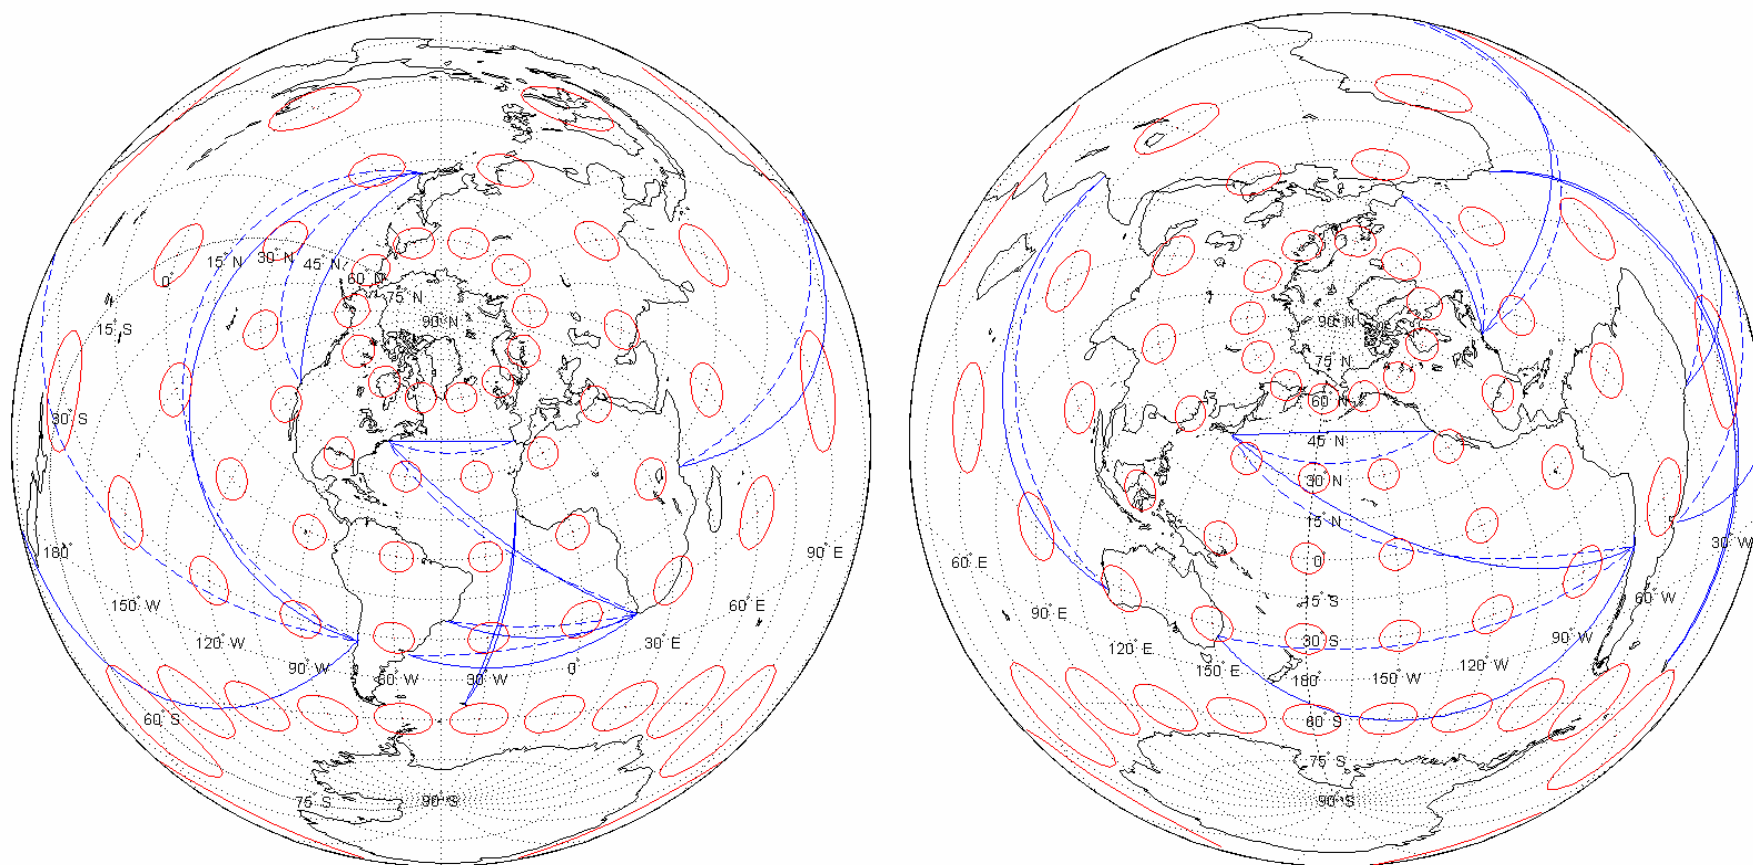 0°
15° N
30° N
45° N
60° N
75° N
90° N
15° S
30° S
180°
150° W
120° W
90° W
60° W
30° W
0°
30° E
60° E
90° E
60° S
75° S
90° S
90° N
75° N
60° N
45° N
30° N
15° N
0°
15° S
30° S
60° E
90° E
120° E
150° E
180°
150° W
120° W
90° W
60° W
30° W
60° S
75° S
90° S